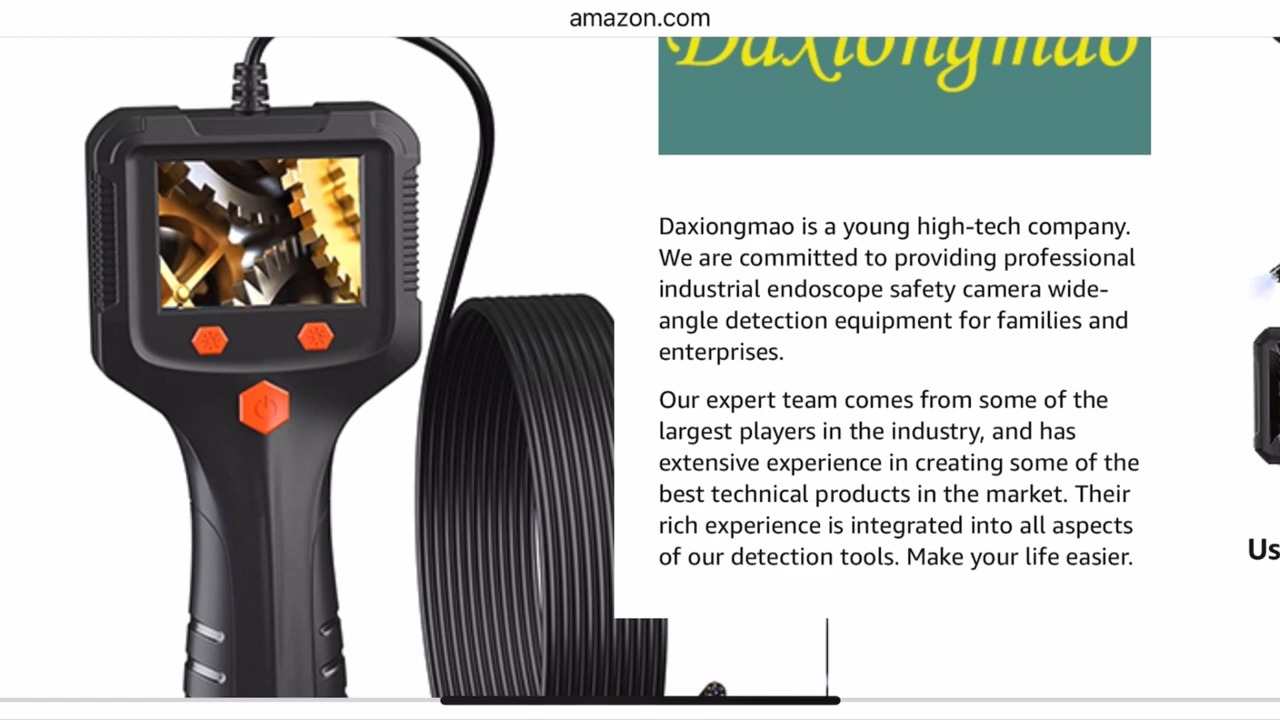 amazon.com
Daxiongmao
Daxiongmao is a young high-tech company.
We are committed to providing professional
industrial endoscope safety camera wide-
angle detection equipment for families and
enterprises.
Our expert team comes from some of the
largest players in the industry, and has
extensive experience in creating some of the
best technical products in the market. Their
rich experience is integrated into all aspects
of our detection tools. Make your life easier.
Us